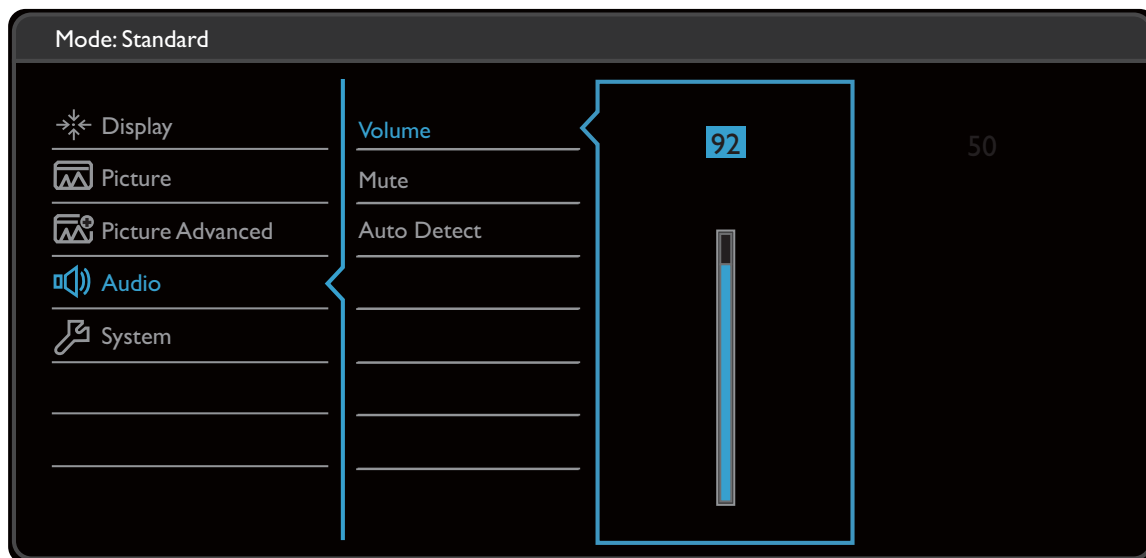 Mode: Standard
Display
Picture
Picture Advanced
Audio
System
Volume
Mute
Auto Detect
92
50